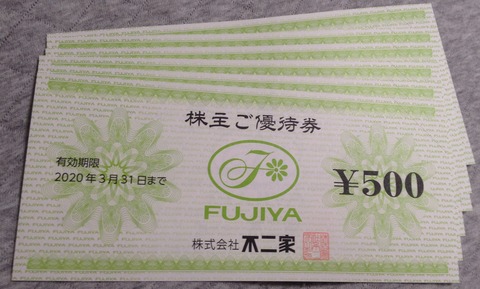 株主ご優待券
有効期限
2020年3月31日まで
F
¥500
FUJIYA
株式会社 不二家